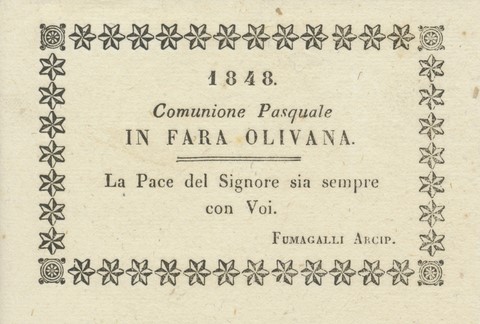 1848.
Comunione Pasquale
IN FARA OLIVANA.
La Pace del Signore sia sempre
con Voi.
FUMAGALLI ARCIP.